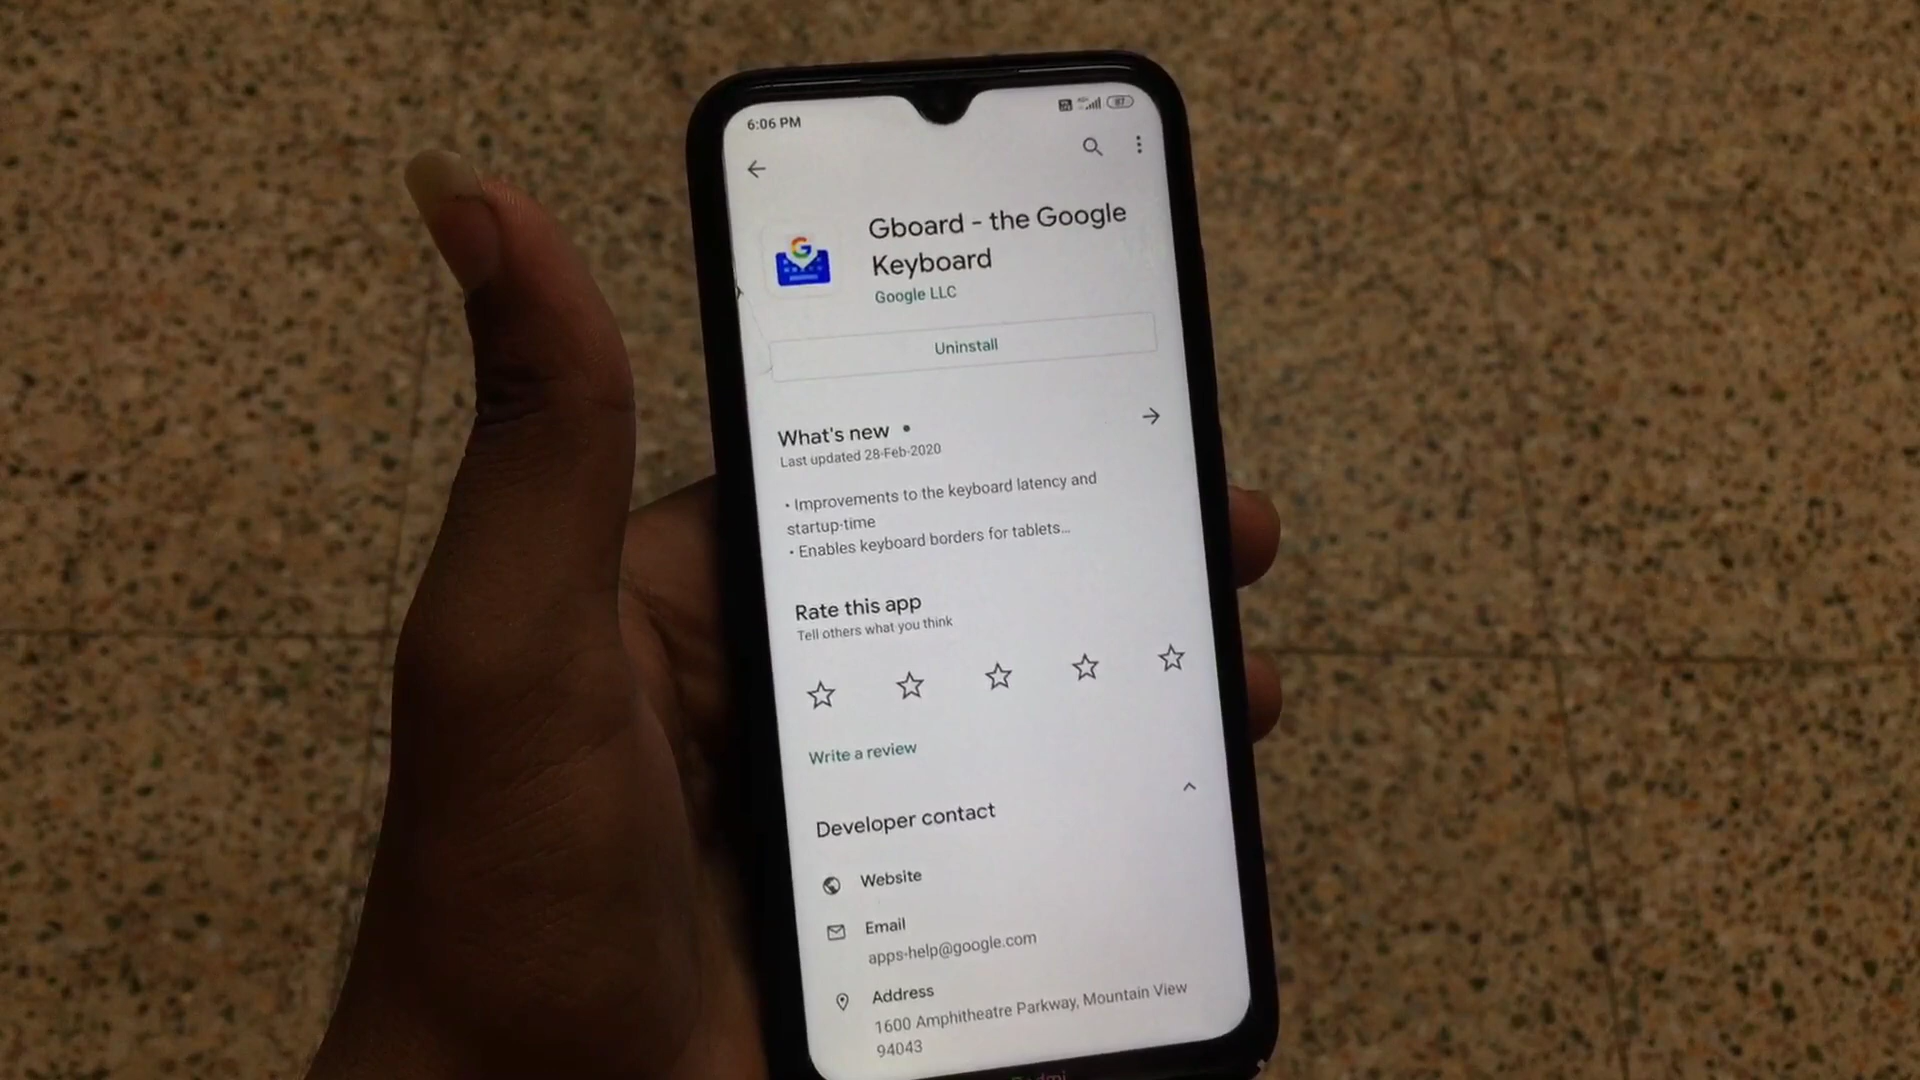 6:06 PM
87
Gboard - the Google
Keyboard
Google LLC
Uninstall
What's new •
Last updated 28-Feb-2020
• Improvements to the keyboard latency and
startup-time
• Enables keyboard borders for tablets...
Rate this app
Tell others what you think
Write a review
Developer contact
Website
Email
apps-help@google.com
Address
1600 Amphitheatre Parkway, Mountain View
94043
Redmi